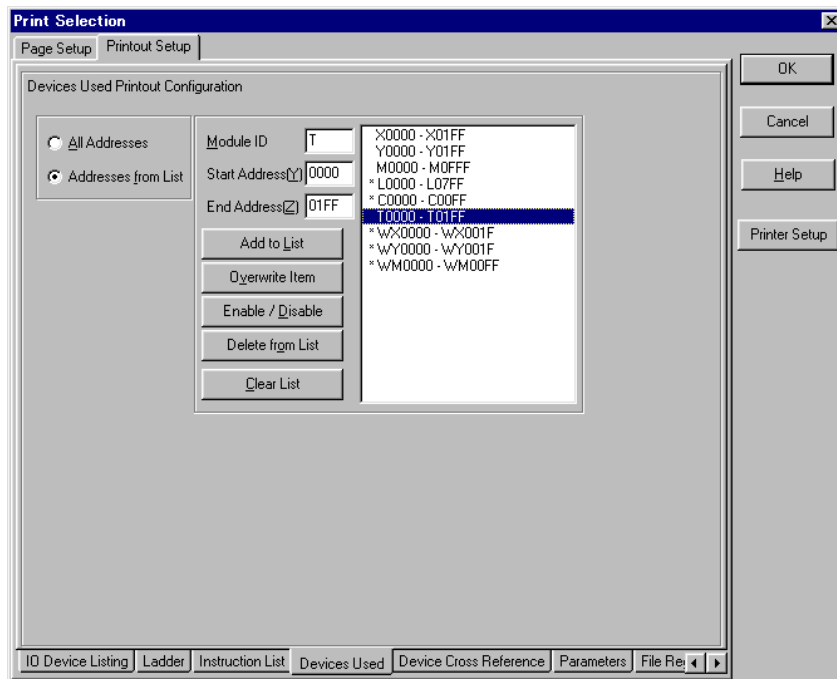 Print Selection
Page Setup
Printout Setup
Devices Used Printout Configuration
All Addresses
Addresses from List
Module ID
T
Start Address(Y)
0000
End Address(Z)
01FF
Add to List
Overwrite Item
Enable / Disable
Delete from List
Clear List
X0000 - X01FF
Y0000 - Y01FF
M0000 - M0FFF
* L0000 - L07FF
* C0000 - C00FF
T0000 - T01FF
* WX0000 - WX001F
* WY0000 - WY001F
* WM0000 - WM00FF
OK
Cancel
Help
Printer Setup
IO Device Listing
Ladder
Instruction List
Devices Used
Device Cross Reference
Parameters
File